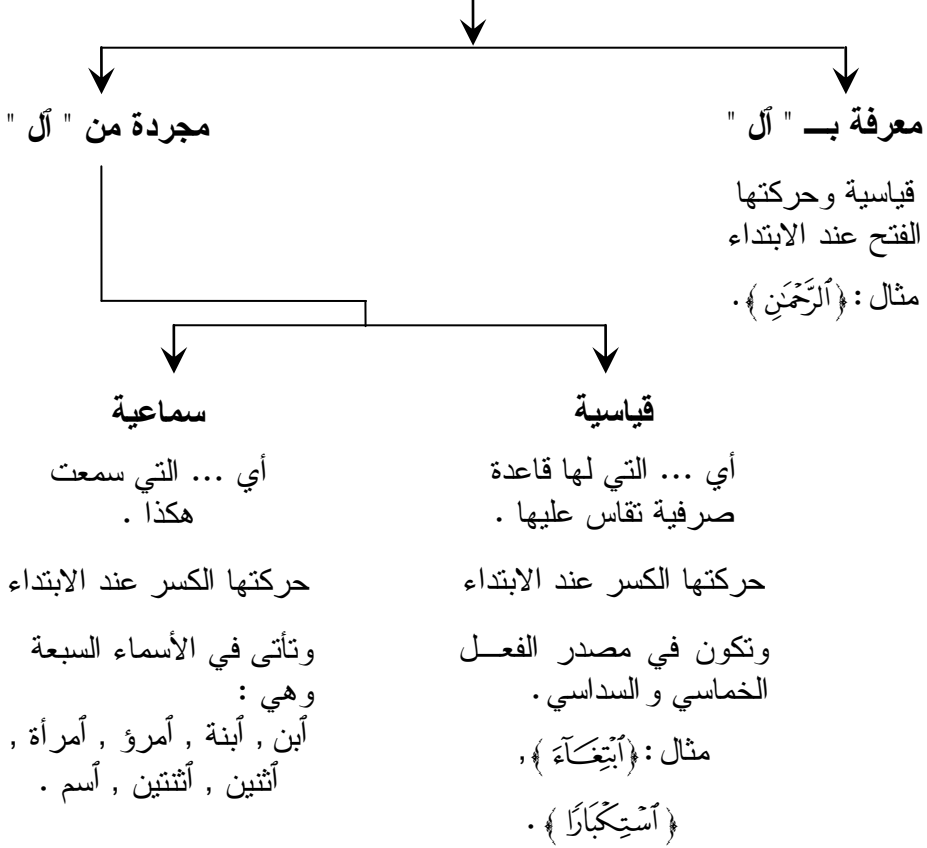 معرفة بـــ " ٱل "
قياسية وحركتها
الفتح عند الابتداء
مثال : ﴿ ٱلرَّحْمَٰنِ ﴾ .
مجردة من " ٱل "
قياسية
أي ... التي لها قاعدة
صرفية تقاس عليها .
حركتها الكسر عند الابتداء
وتكون في مصدر الفعـــل
الخماسي و السداسي .
مثال : ﴿ ٱبْتِغَآءَ ﴾ ,
﴿ ٱسْتِكْبَارًا ﴾ .
سماعية
أي ... التي سمعت
هكذا .
حركتها الكسر عند الابتداء
وتأتى في الأسماء السبعة
وهي :
ٱبن , ٱبنة , ٱمرؤ , ٱمرأة ,
ٱثنين , ٱثنتين , ٱسم .